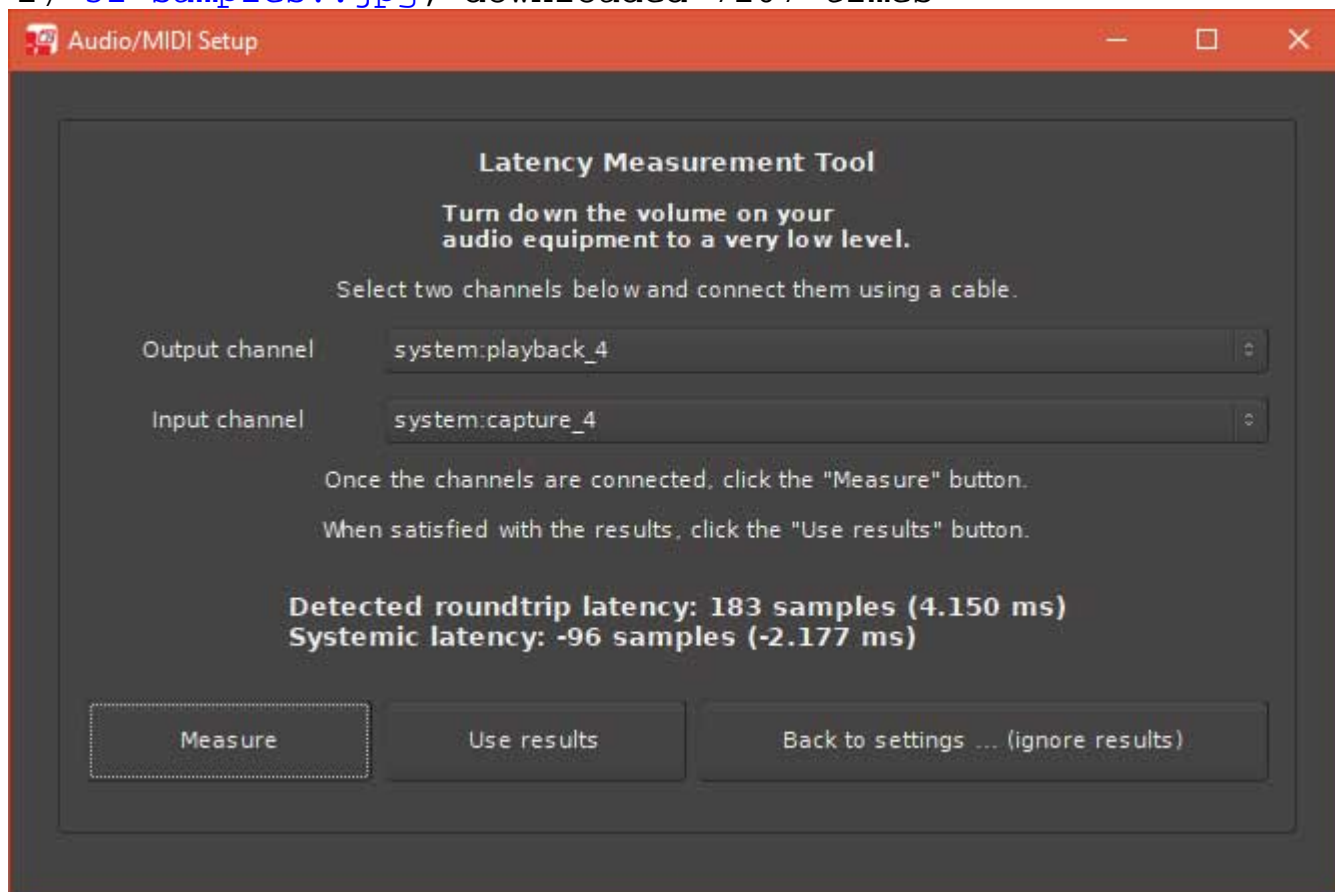 Audio/MIDI Setup
Latency Measurement Tool
Turn down the volume on your
audio equipment to a very low level.
Select two channels below and connect them using a cable.
Output channel system:playback_4
Input channel system:capture_4
Once the channels are connected, click the "Measure" button.
When satisfied with the results, click the "Use results" button.
Detected roundtrip latency: 183 samples (4.150 ms)
Systemic latency: -96 samples (-2.177 ms)
Measure Use results Back to settings ... (ignore results)